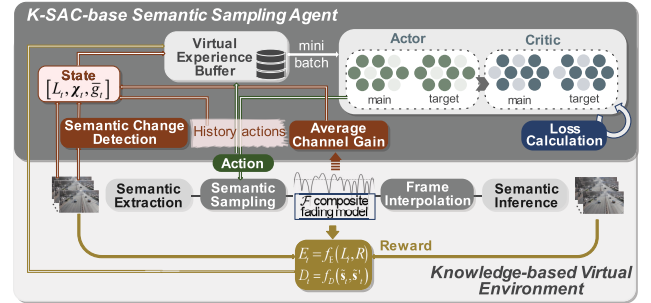 K-SAC-base Semantic Sampling Agent
Virtual
Experience
Buffer
mini
batch
Actor
Critic
main
target
main
target
State
[L_t, χ_t, g̅_t]
Semantic Change
Detection
History actions
Average
Channel Gain
Loss
Calculation
Action
Semantic
Extraction
Semantic
Sampling
ℱ composite
fading model
Frame
Interpolation
Semantic
Inference
E_t = f_E(L_t, R)
D_t = f_D(s̄_t, s̄'_t)
Reward
Knowledge-based Virtual
Environment